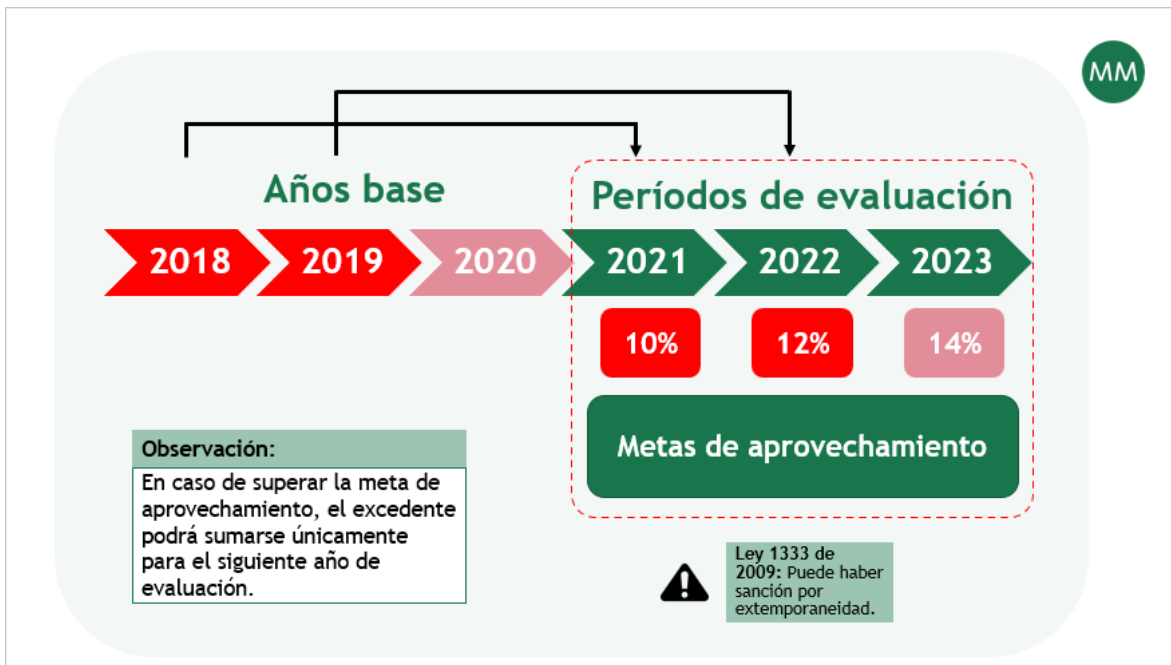 MM
Años base
Períodos de evaluación
2018
2019
2020
2021
2022
2023
10%
12%
14%
Metas de aprovechamiento
Observación:
En caso de superar la meta de
aprovechamiento, el excedente
podrá sumarse únicamente
para el siguiente año de
evaluación.
Ley 1333 de
2009: Puede haber
sanción por
extemporaneidad.